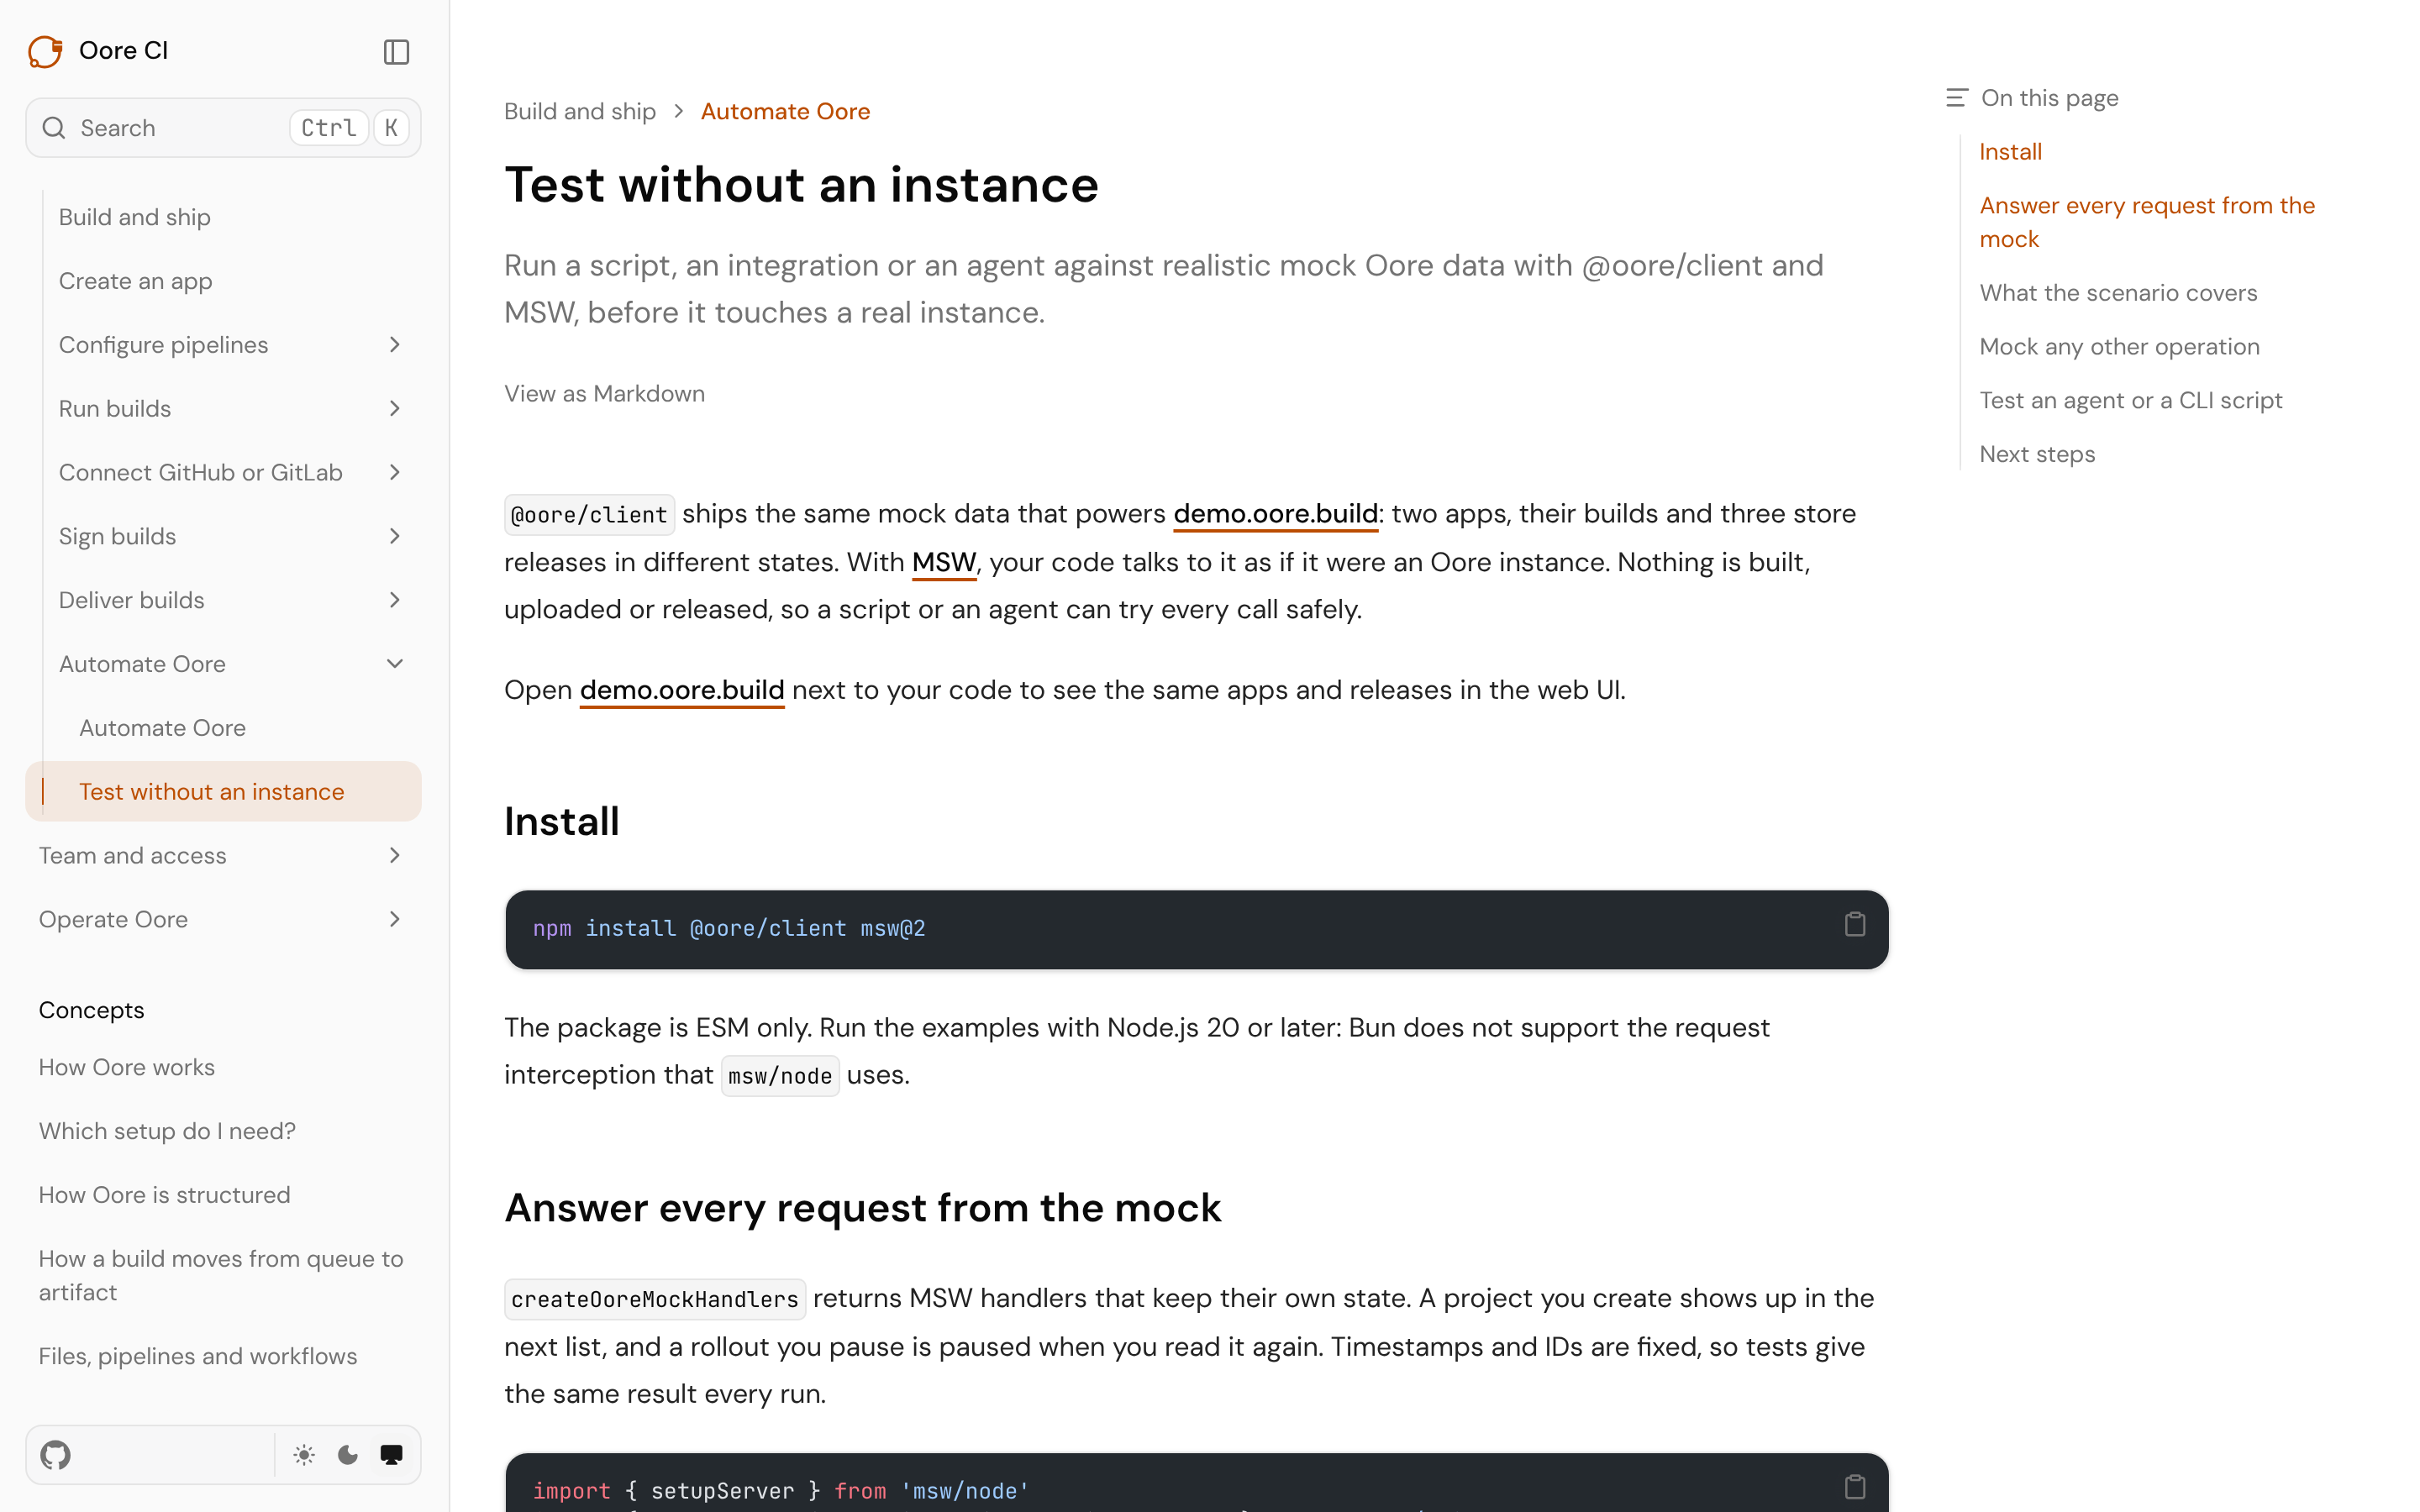 Oore CI
Search
Ctrl K
Build and ship
Create an app
Configure pipelines
Run builds
Connect GitHub or GitLab
Sign builds
Deliver builds
Automate Oore
Automate Oore
Test without an instance
Team and access
Operate Oore
Concepts
How Oore works
Which setup do I need?
How Oore is structured
How a build moves from queue to
artifact
Files, pipelines and workflows
Build and ship > Automate Oore
Test without an instance
Run a script, an integration or an agent against realistic mock Oore data with @oore/client and
MSW, before it touches a real instance.
View as Markdown
@oore/client ships the same mock data that powers demo.oore.build: two apps, their builds and three store
releases in different states. With MSW, your code talks to it as if it were an Oore instance. Nothing is built,
uploaded or released, so a script or an agent can try every call safely.
Open demo.oore.build next to your code to see the same apps and releases in the web UI.
Install
npm install @oore/client msw@2
The package is ESM only. Run the examples with Node.js 20 or later: Bun does not support the request
interception that msw/node uses.
Answer every request from the mock
createOoreMockHandlers returns MSW handlers that keep their own state. A project you create shows up in the
next list, and a rollout you pause is paused when you read it again. Timestamps and IDs are fixed, so tests give
the same result every run.
import { setupServer } from 'msw/node'
On this page
Install
Answer every request from the
mock
What the scenario covers
Mock any other operation
Test an agent or a CLI script
Next steps